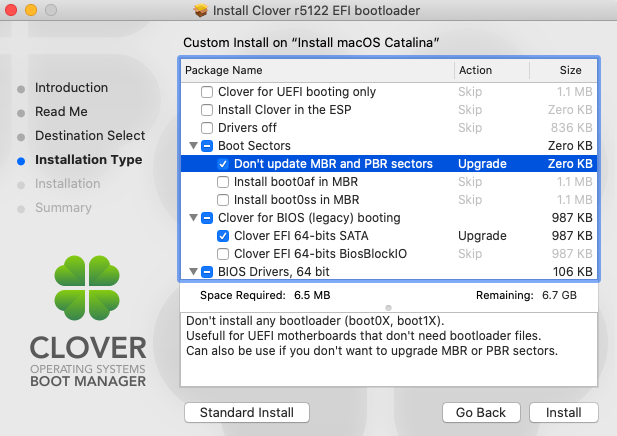 Install Clover r5122 EFI bootloader
Custom Install on “Install macOS Catalina”
Introduction
Read Me
Destination Select
Installation Type
Installation
Summary
Package Name Action Size
Clover for UEFI booting only Skip 1.1 MB
Install Clover in the ESP Skip Zero KB
Drivers off Skip 836 KB
Boot Sectors Zero KB
Don't update MBR and PBR sectors Upgrade Zero KB
Install boot0af in MBR Skip 1.1 MB
Install boot0ss in MBR Skip 1.1 MB
Clover for BIOS (legacy) booting 987 KB
Clover EFI 64-bits SATA Upgrade 987 KB
Clover EFI 64-bits BiosBlockIO Skip 987 KB
BIOS Drivers, 64 bit 106 KB
Space Required: 6.5 MB Remaining: 6.7 GB
Don't install any bootloader (boot0X, boot1X).
Usefull for UEFI motherboards that don't need bootloader files.
Can also be use if you don't want to upgrade MBR or PBR sectors.
CLOVER
OPERATING SYSTEMS
BOOT MANAGER
Standard Install Go Back Install